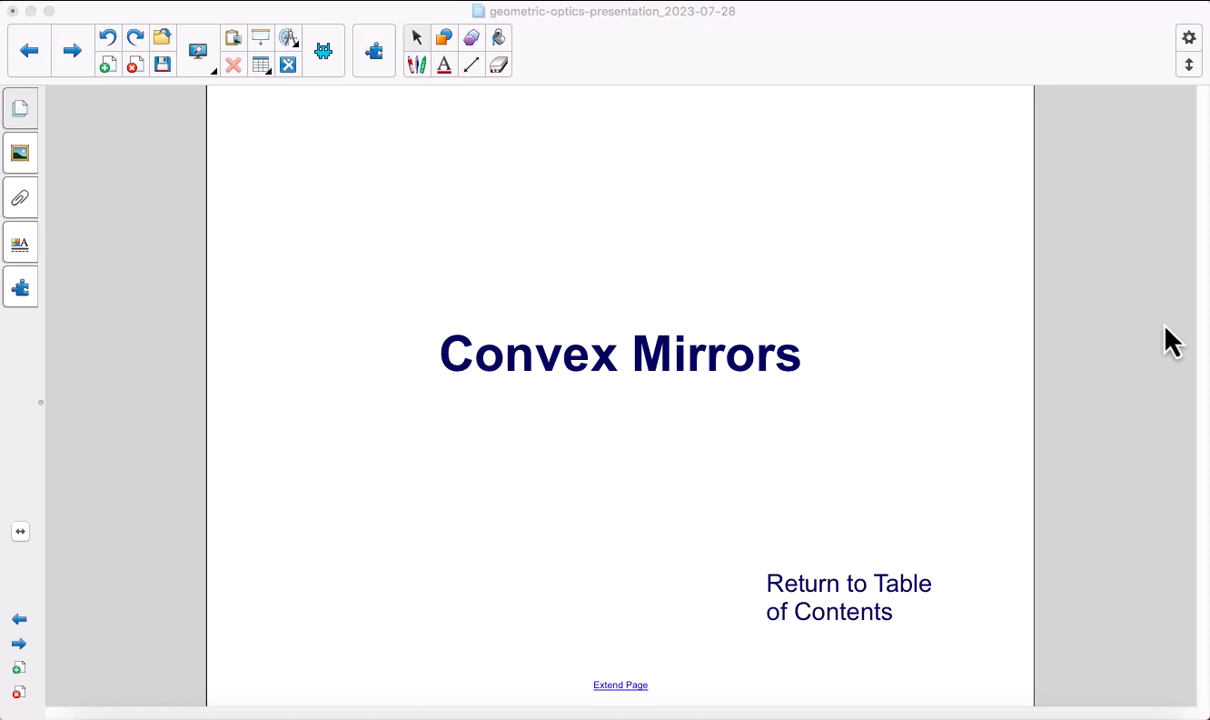 geometric-optics-presentation_2023-07-28
Convex Mirrors
Return to Table
of Contents
Extend Page